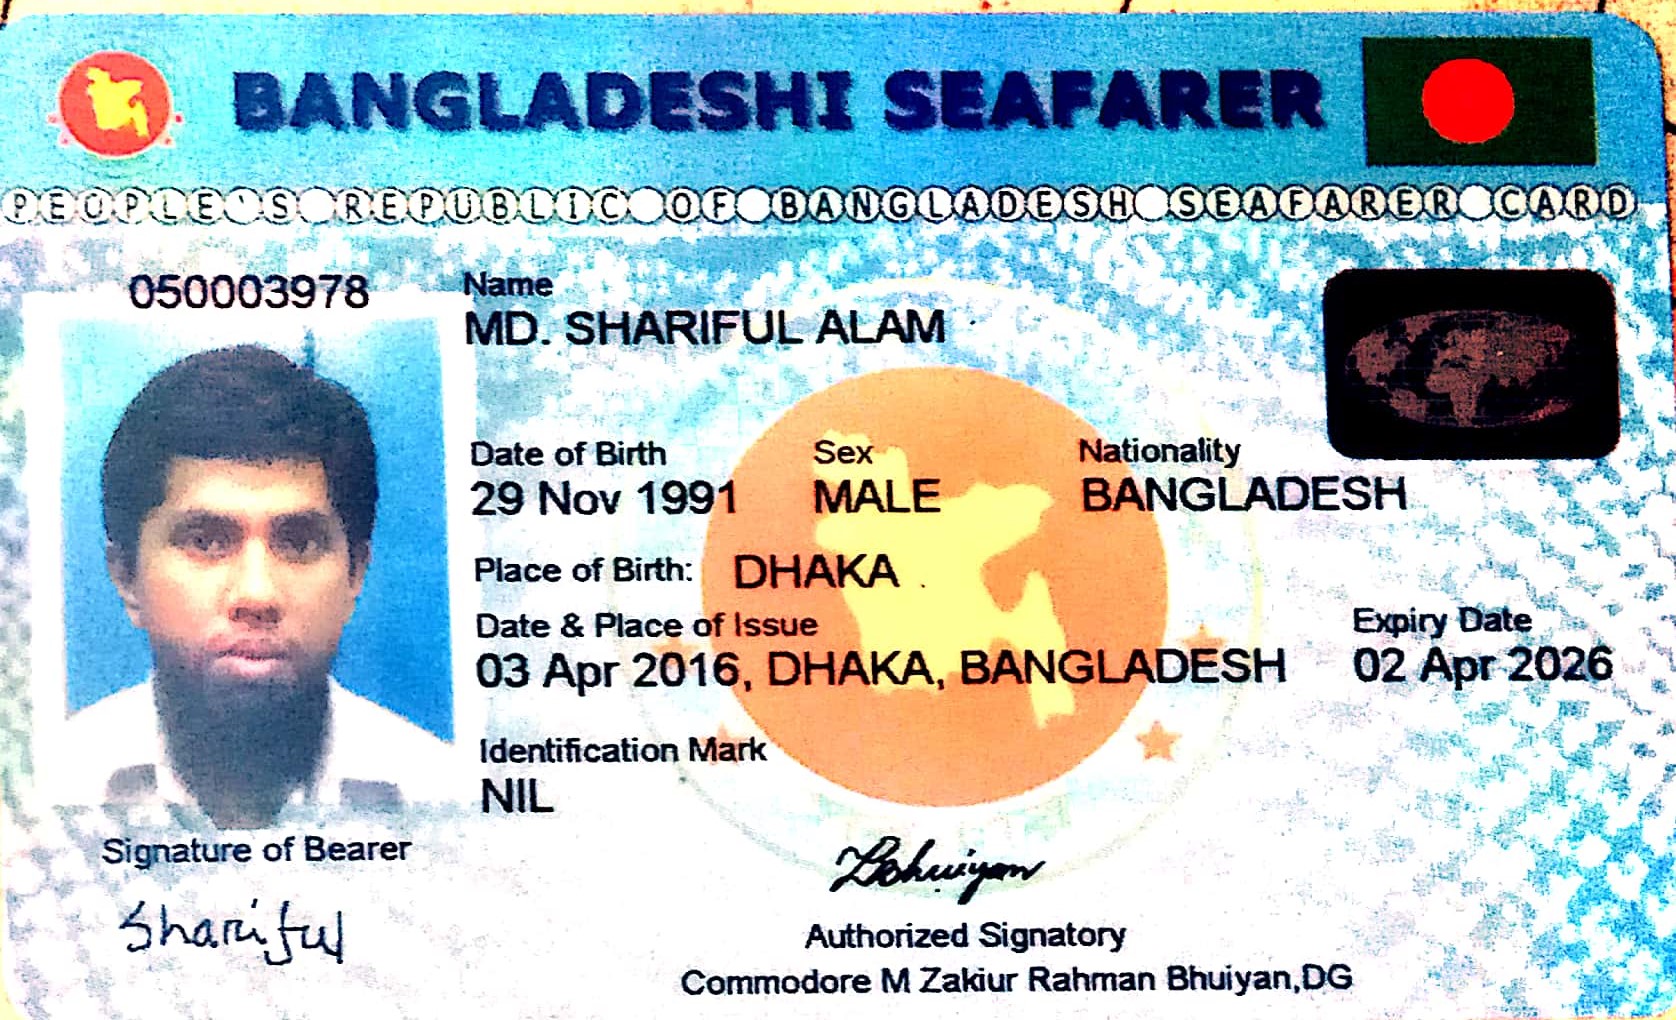 BANGLADESHI SEAFARER
PEOPLE'S REPUBLIC OF BANGLADESH SEAFARER CARD
050003978
Name
MD. SHARIFUL ALAM
Date of Birth Sex Nationality
29 Nov 1991 MALE BANGLADESH
Place of Birth: DHAKA
Date & Place of Issue Expiry Date
03 Apr 2016, DHAKA, BANGLADESH 02 Apr 2026
Identification Mark
NIL
Signature of Bearer
Shariful
Bhuiyan
Authorized Signatory
Commodore M Zakiur Rahman Bhuiyan,DG